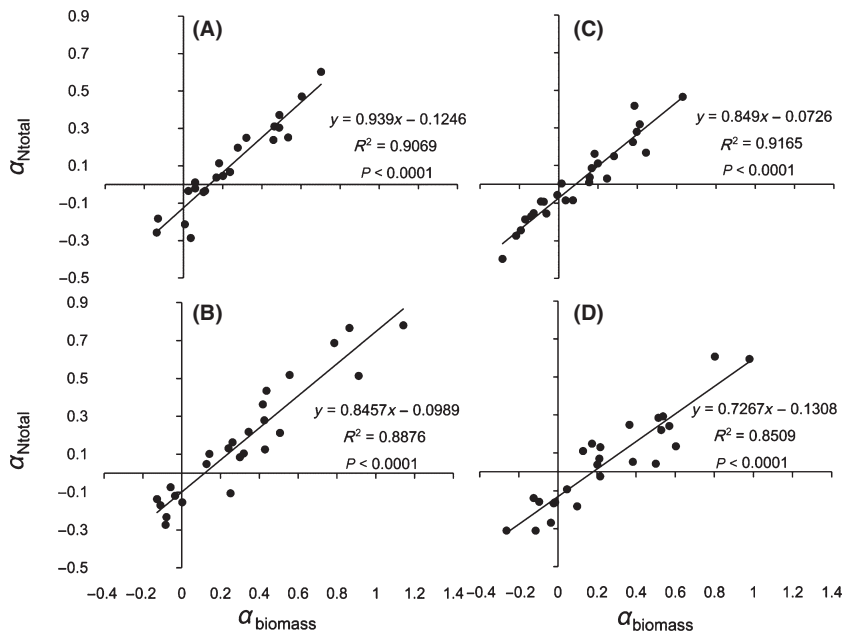 (A)
0.9
0.7
0.5
0.3
0.1
−0.1
−0.3
−0.5
αNtotal
y = 0.939x − 0.1246
R² = 0.9069
P < 0.0001
(C)
y = 0.849x − 0.0726
R² = 0.9165
P < 0.0001
(B)
0.9
0.7
0.5
0.3
0.1
−0.1
−0.3
−0.5
αNtotal
y = 0.8457x − 0.0989
R² = 0.8876
P < 0.0001
−0.4 −0.2 0 0.2 0.4 0.6 0.8 1 1.2 1.4
αbiomass
(D)
y = 0.7267x − 0.1308
R² = 0.8509
P < 0.0001
−0.4 −0.2 0 0.2 0.4 0.6 0.8 1 1.2 1.4
αbiomass